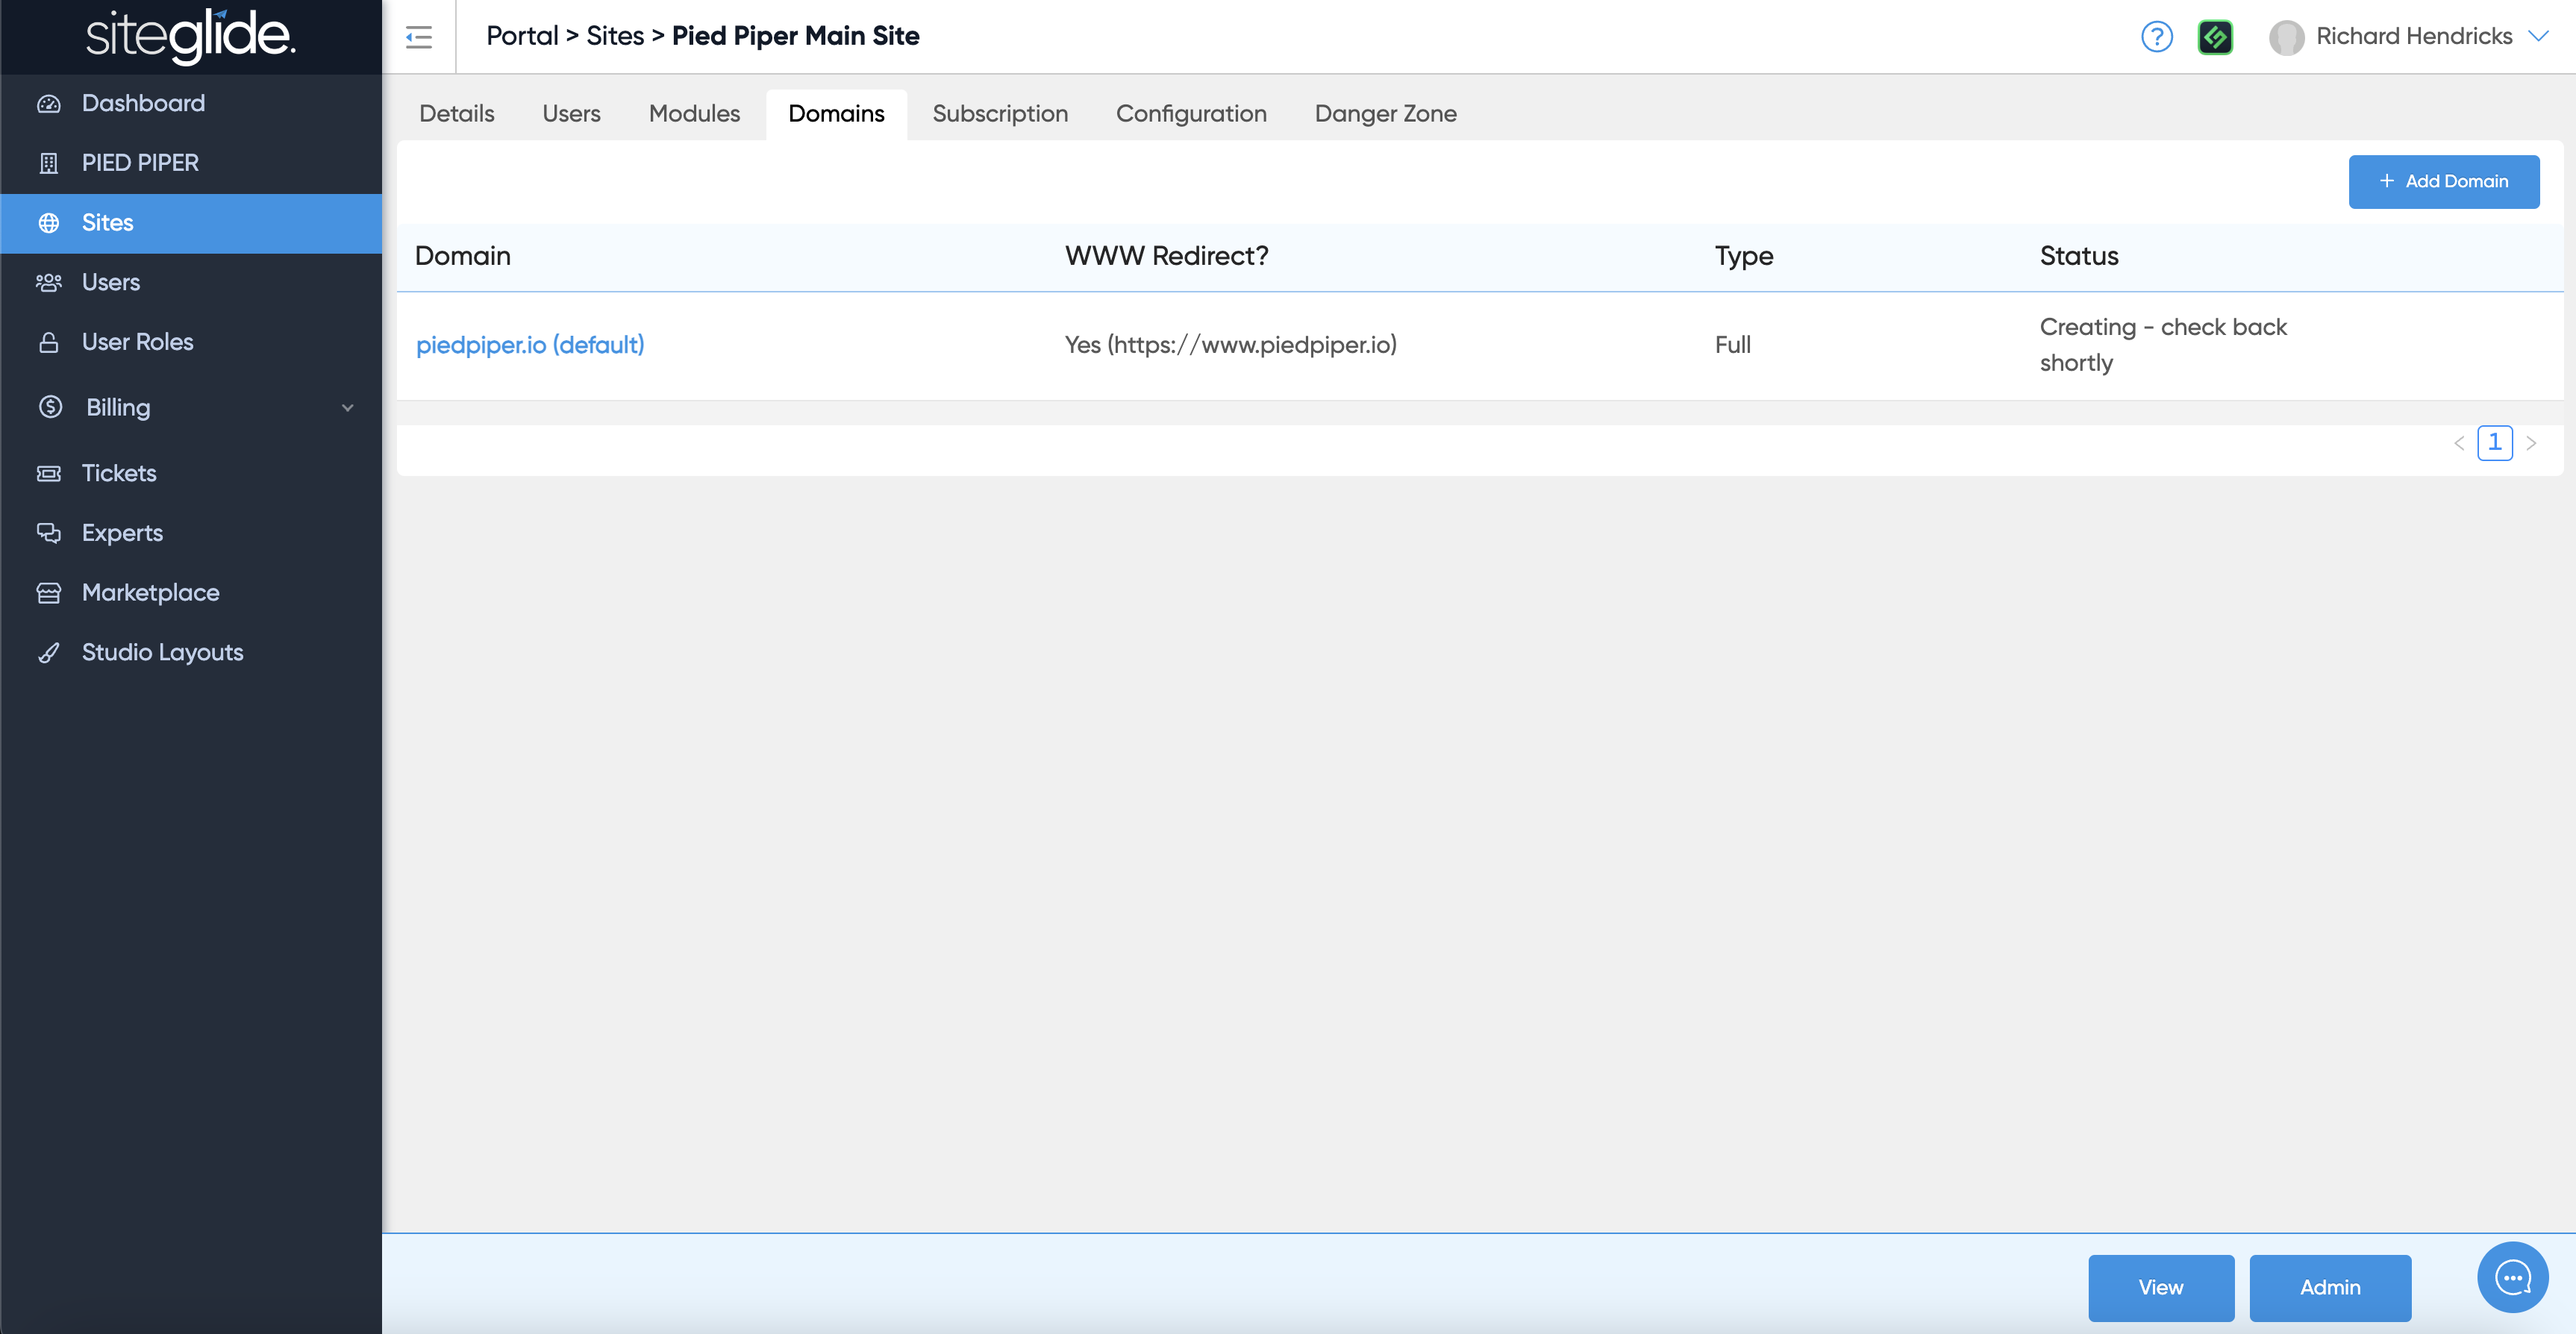 siteglide.
Portal > Sites > Pied Piper Main Site
?
Richard Hendricks
Dashboard
PIED PIPER
Sites
Users
User Roles
Billing
Tickets
Experts
Marketplace
Studio Layouts
Details Users Modules Domains Subscription Configuration Danger Zone
+ Add Domain
Domain WWW Redirect? Type Status
piedpiper.io (default) Yes (https://www.piedpiper.io) Full Creating - check back
shortly
< 1 >
View Admin